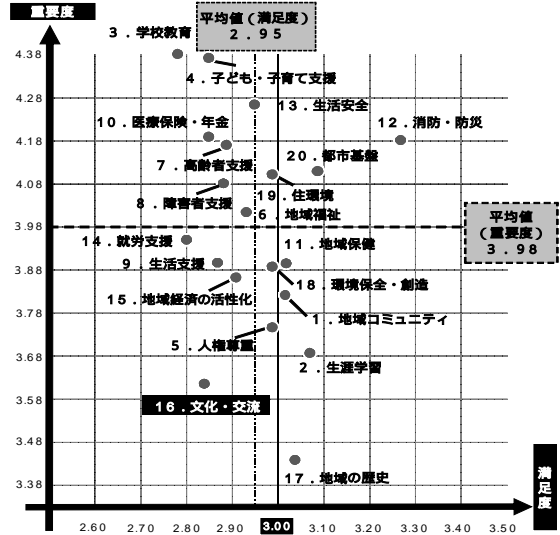 重要度
３．学校教育
平均値（満足度）
２．９５
4.38
４．子ども・子育て支援
4.28
１３．生活安全
１０．医療保険・年金
１２．消防・防災
4.18
２０．都市基盤
７．高齢者支援
4.08
１９．住環境
８．障害者支援
６．地域福祉
平均値
（重要度）
３．９８
3.98
１４．就労支援
１１．地域保健
９．生活支援
3.88
１８．環境保全・創造
１５．地域経済の活性化
3.78
１．地域コミュニティ
５．人権尊重
3.68
２．生涯学習
3.58
１６．文化・交流
3.48
１７．地域の歴史
3.38
満足度
2.60
2.70
2.80
2.90
3.00
3.10
3.20
3.30
3.40
3.50